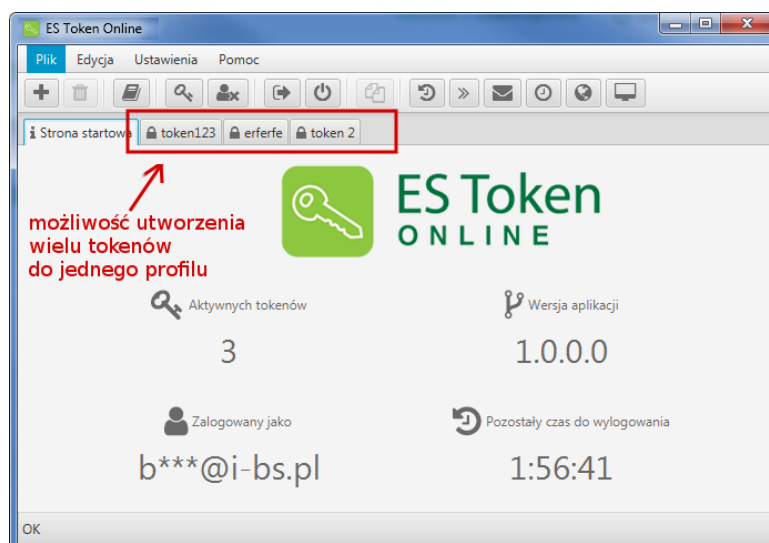 ES Token Online
Plik Edycja Ustawienia Pomoc
Strona startowa token123 erferfe token 2
możliwość utworzenia
wielu tokenów
do jednego profilu
ES Token
ONLINE
Aktywnych tokenów
3
Wersja aplikacji
1.0.0.0
Zalogowany jako
b***@i-bs.pl
Pozostały czas do wylogowania
1:56:41
OK